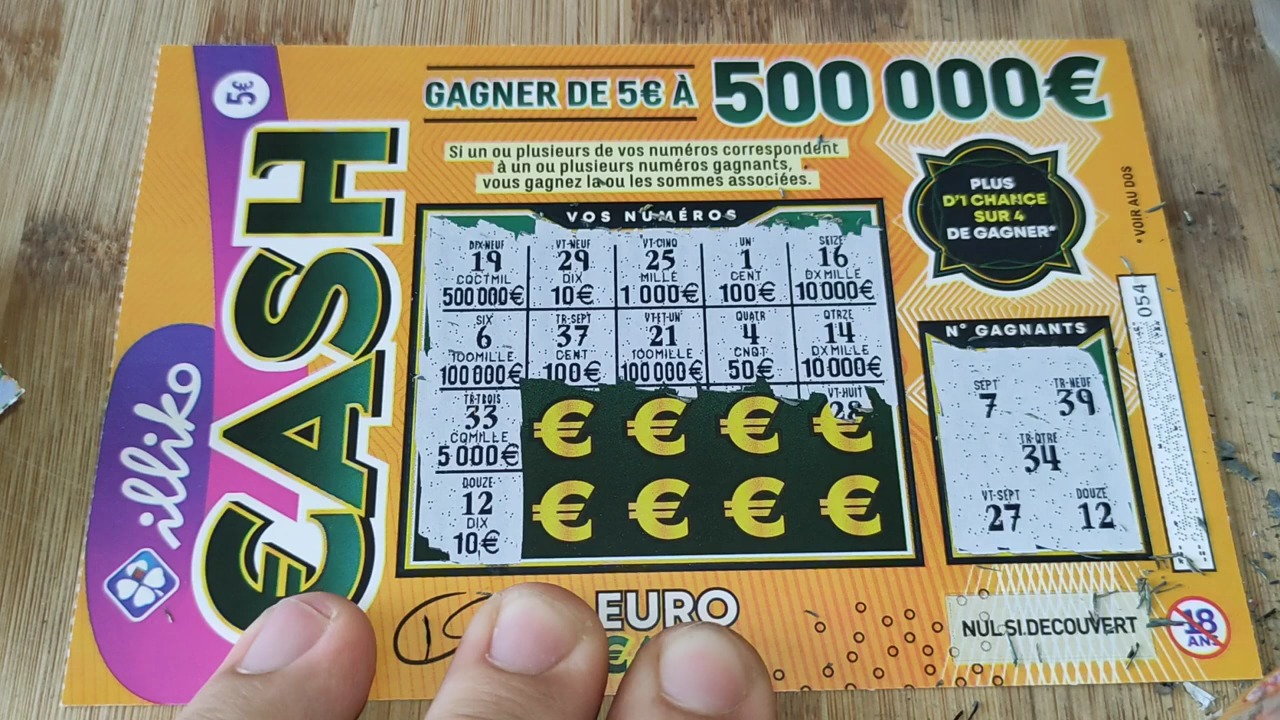 5€
CASH
illiko
GAGNER DE 5€ À 500 000€
Si un ou plusieurs de vos numéros correspondent
à un ou plusieurs numéros gagnants,
vous gagnez la ou les sommes associées.
PLUS
D'1 CHANCE
SUR 4
DE GAGNER*
* VOIR AU DOS
054
VOS NUMÉROS
DIX-NEUF VT-NEUF VT-CINQ UN SEIZE
19 29 25 1 16
CQCTMIL DIX MILLE CENT DXMILLE
500 000€ 10€ 1 000€ 100€ 10 000€
SIX TR-SEPT VT-ET-UN QUATR QTRZE
6 37 21 4 14
100MILLE CENT 100MILLE CNQT DXMILLE
100 000€ 100€ 100 000€ 50€ 10 000€
TR-TROIS VT-HUIT
33 28
CQMILLE
5 000€ € € € €
DOUZE
12 € € € €
DIX
10€
N° GAGNANTS
SEPT TR-NEUF
7 39
TR-QTRE
34
VT-SEPT DOUZE
27 12
EURO
NUL SI DECOUVERT
18
ANS